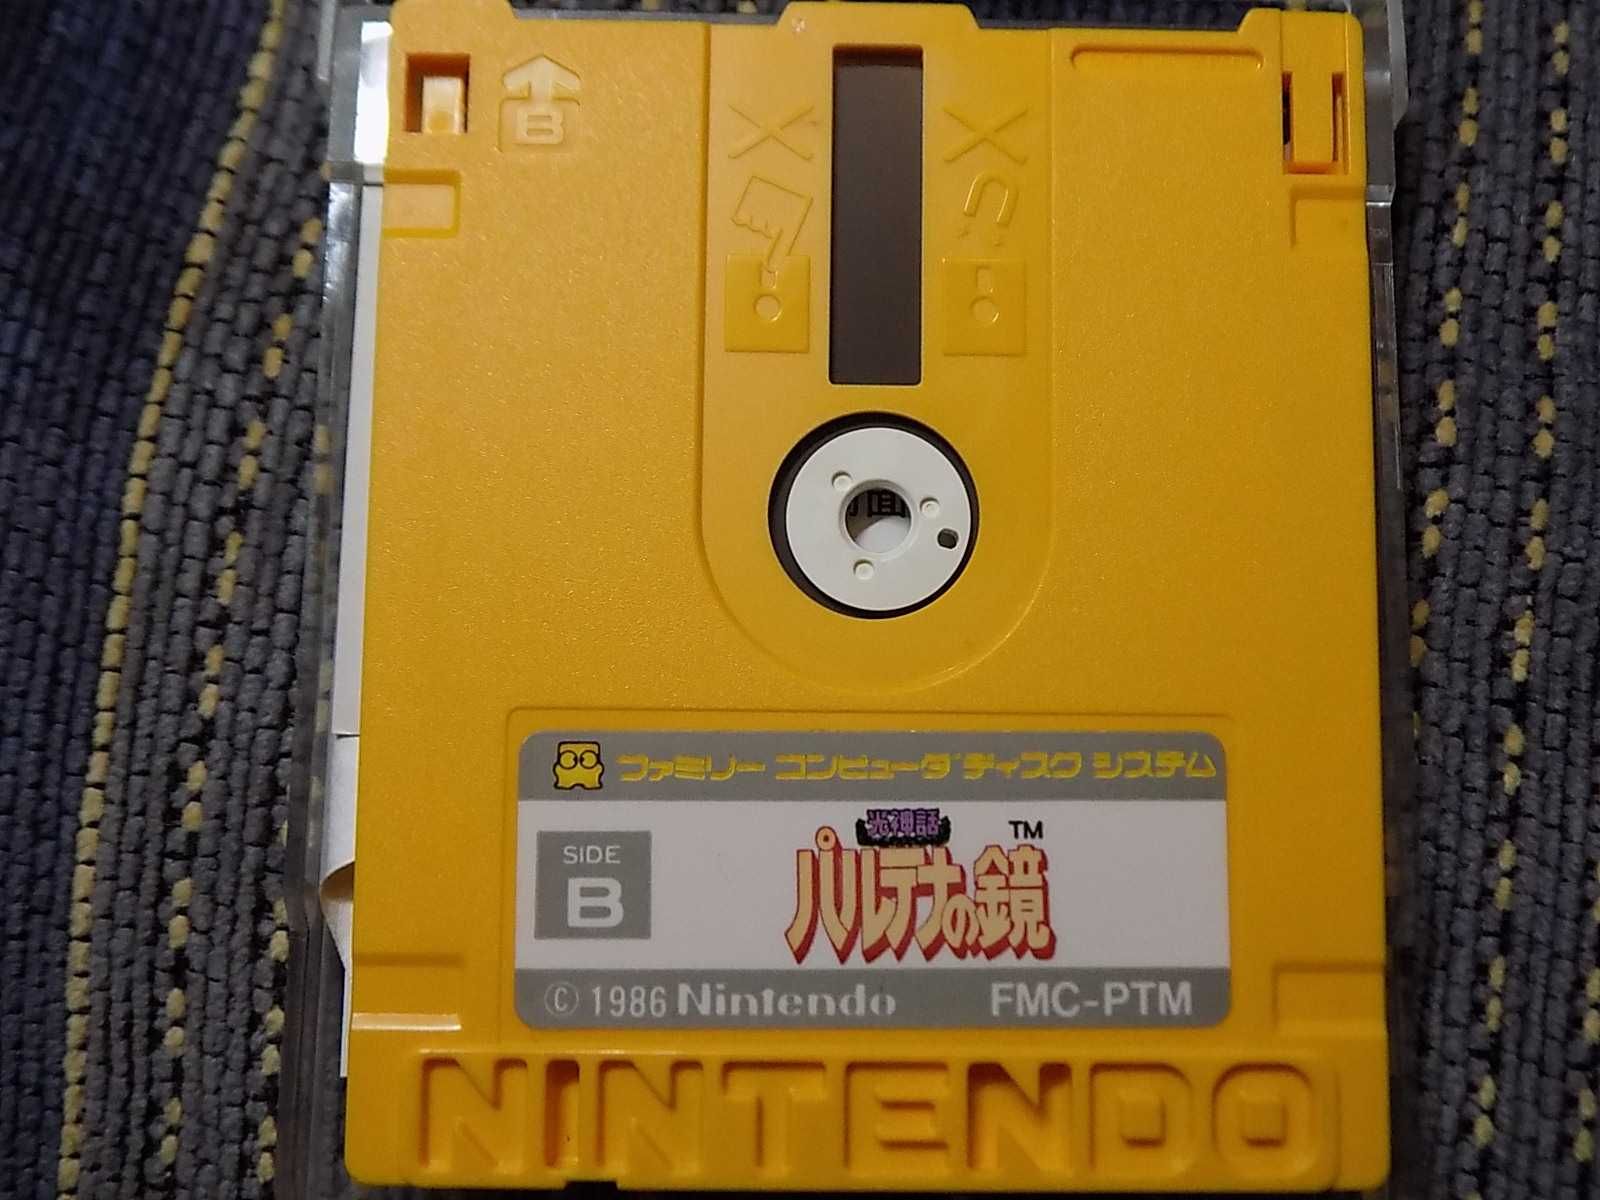 B
ファミリー コンピュータ ディスク システム
SIDE
B
光神話
パルテナの鏡
TM
© 1986 Nintendo
FMC-PTM
NINTENDO